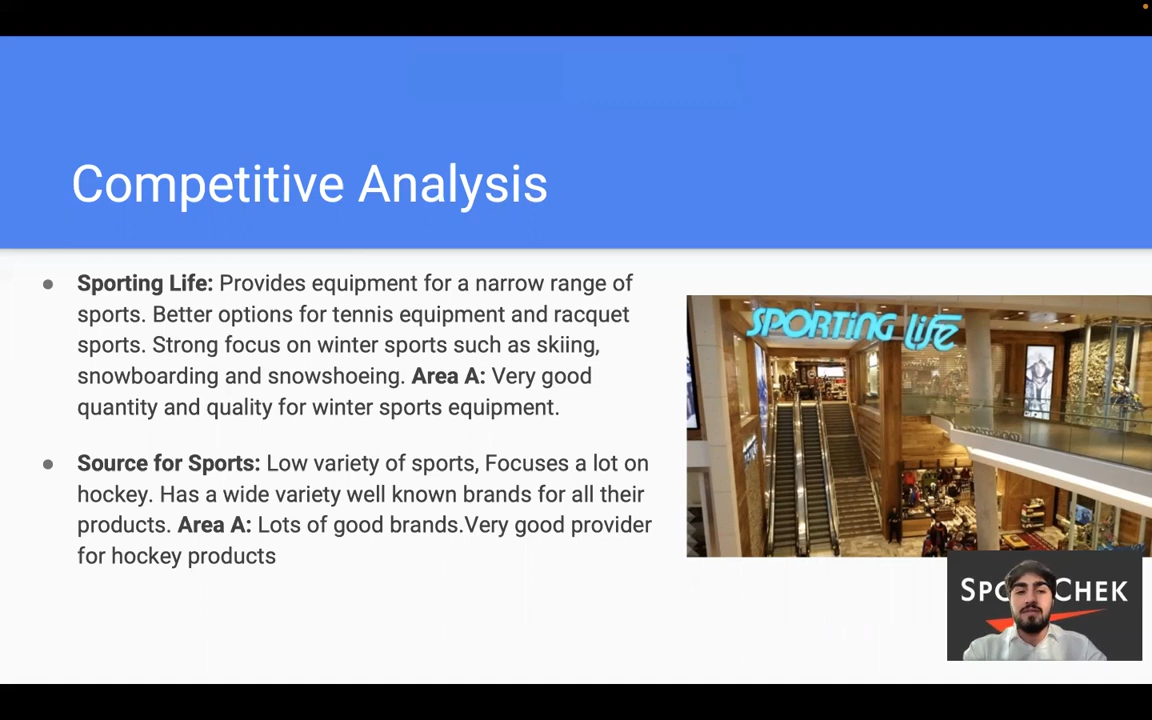 Competitive Analysis
Sporting Life: Provides equipment for a narrow range of
sports. Better options for tennis equipment and racquet
sports. Strong focus on winter sports such as skiing,
snowboarding and snowshoeing. Area A: Very good
quantity and quality for winter sports equipment.
Source for Sports: Low variety of sports, Focuses a lot on
hockey. Has a wide variety well known brands for all their
products. Area A: Lots of good brands.Very good provider
for hockey products
SPORTING life
SPO CHEK